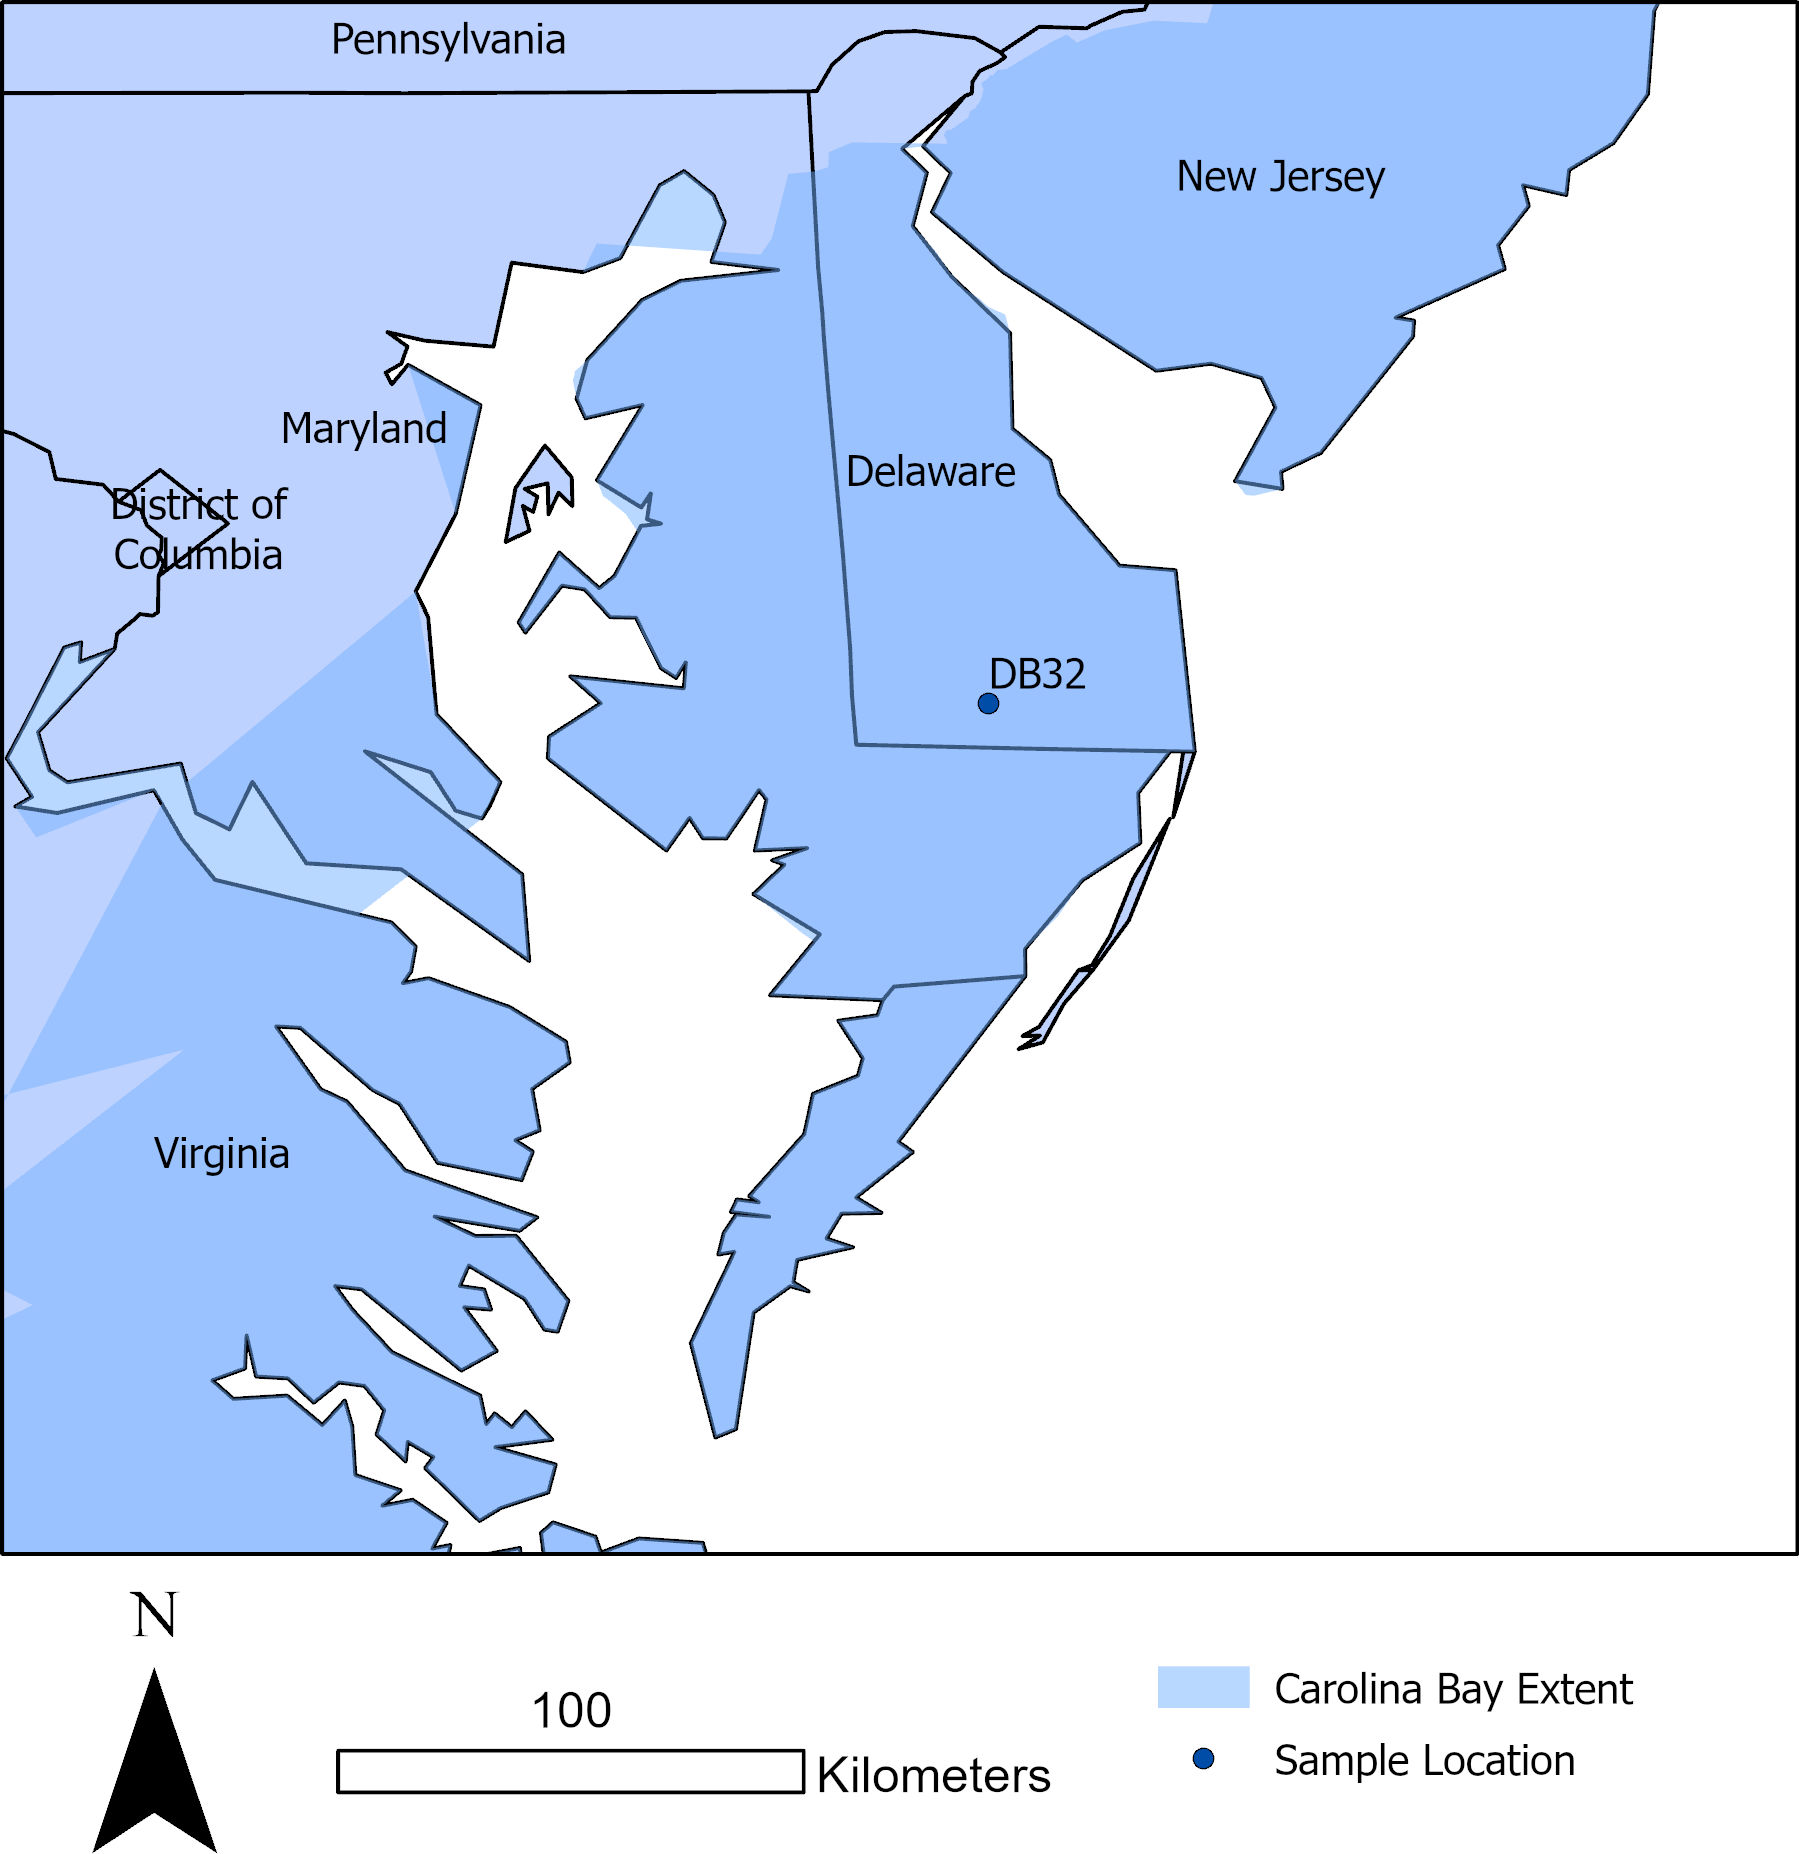 Pennsylvania
New Jersey
Maryland
Delaware
District of
Columbia
DB32
Virginia
N
100
Kilometers
Carolina Bay Extent
Sample Location